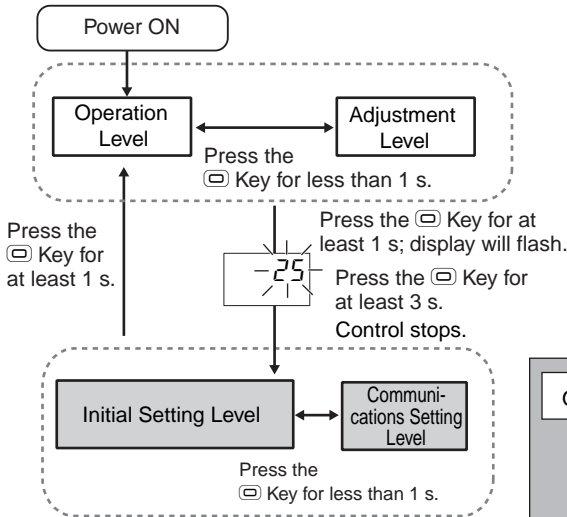 Power ON
Operation
Level
Adjustment
Level
Press the
Key for less than 1 s.
Press the
Key for
at least 1 s.
Press the Key for at
least 1 s; display will flash.
25
Press the Key for
at least 3 s.
Control stops.
Initial Setting Level
Communi-
cations Setting
Level
Press the
Key for less than 1 s.